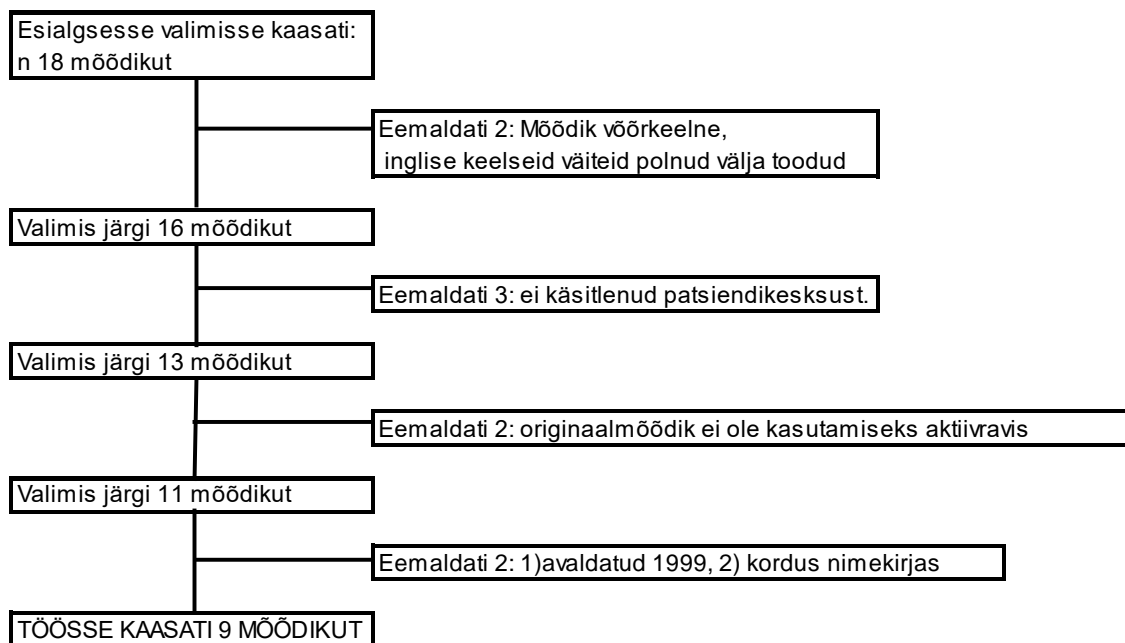 Esialgsesse valimisse kaasati:
n 18 mõõdikut
Eemaldati 2: Mõõdik võõrkeelne,
inglise keelseid väiteid polnud välja toodud
Valimis järgi 16 mõõdikut
Eemaldati 3: ei käsitlenud patsiendikesksust.
Valimis järgi 13 mõõdikut
Eemaldati 2: originaalmõõdik ei ole kasutamiseks aktiivravis
Valimis järgi 11 mõõdikut
Eemaldati 2: 1)avaldatud 1999, 2) kordus nimekirjas
TÖÖSSE KAASATI 9 MÕÕDIKUT